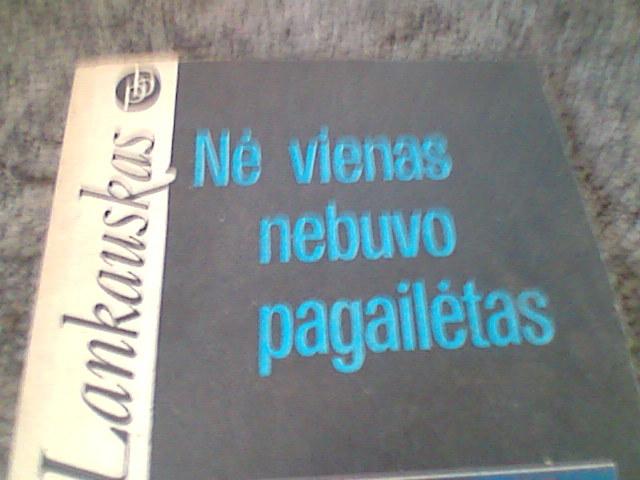 Lankauskas
Nė vienas
nebuvo
pagailėtas